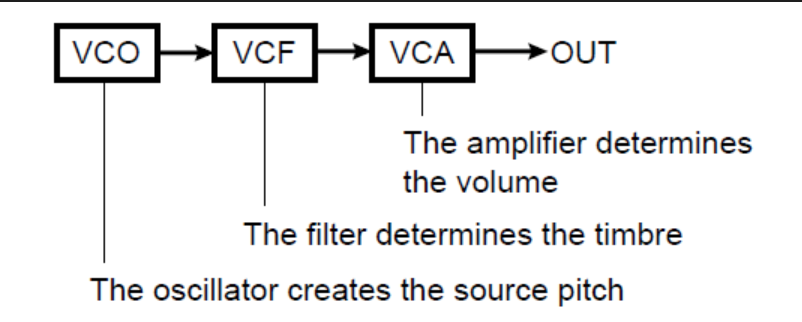 VCO VCF VCA OUT
The amplifier determines
the volume
The filter determines the timbre
The oscillator creates the source pitch